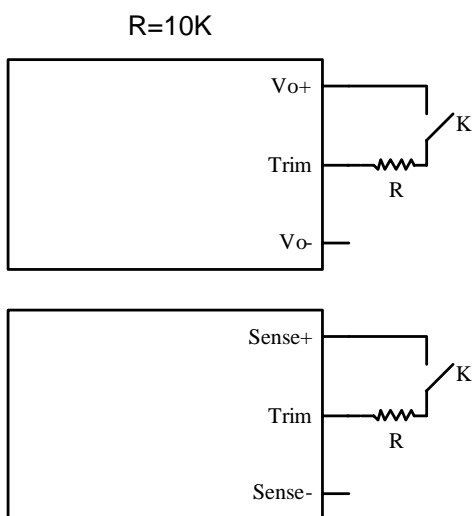 R=10K
Vo+
K
Trim
R
Vo-
Sense+
K
Trim
R
Sense-